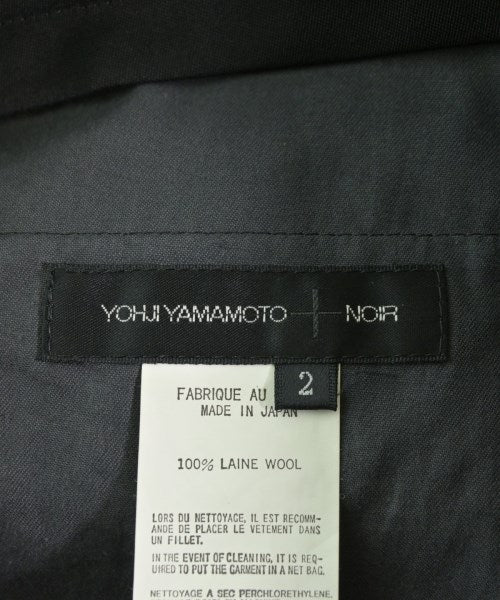 YOHJI YAMAMOTO NOIR
2
FABRIQUE AU
MADE IN JAPAN
100% LAINE WOOL
LORS DU NETTOYAGE, IL EST RECOMM-
ANDE DE PLACER LE VETEMENT DANS
UN FILLET.
IN THE EVENT OF CLEANING, IT IS REQ-
UIRED TO PUT THE GARMENT IN A NET BAG.
NETTOYAGE A SEC PERCHLORETHYLENE,